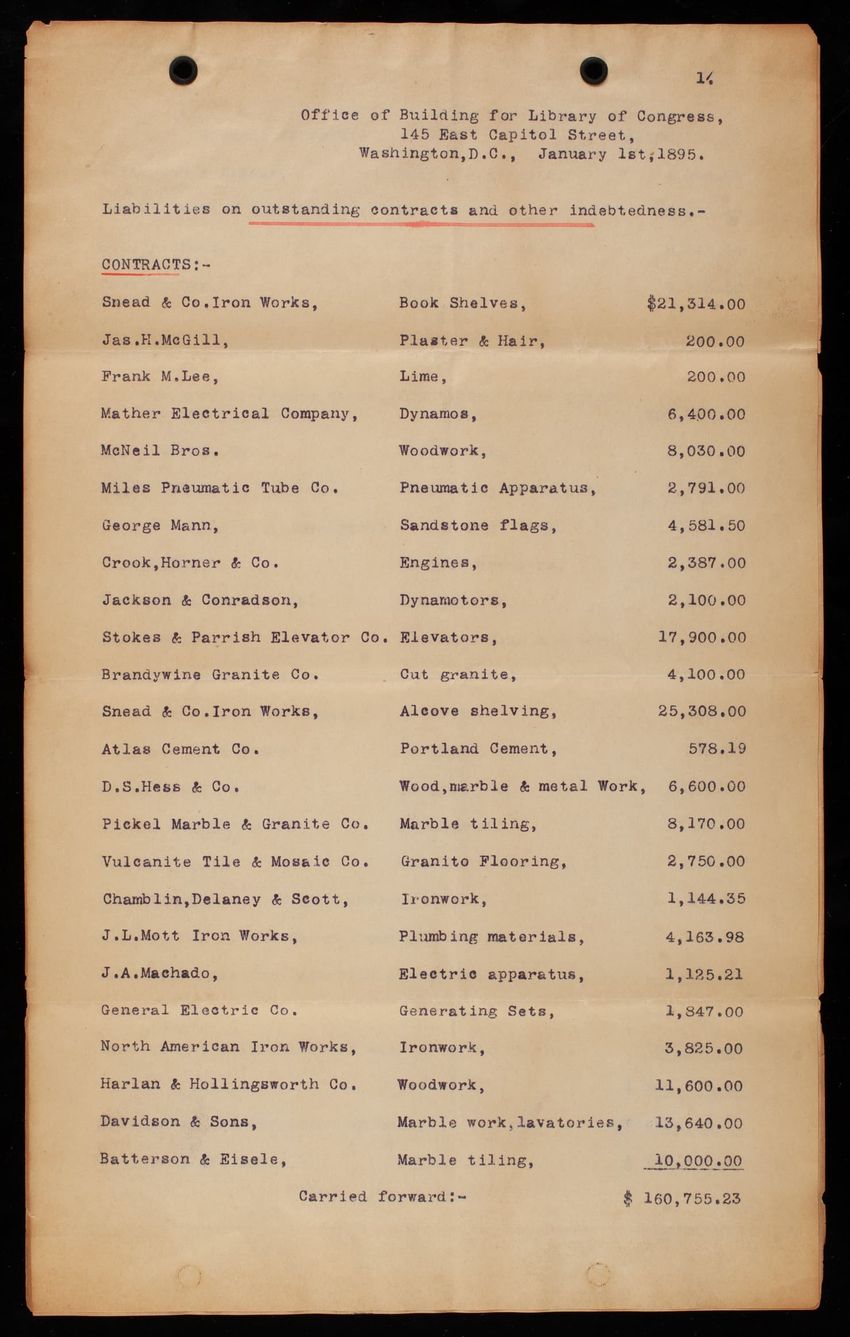 14
Office of Building for Library of Congress,
145 East Capitol Street,
Washington,D.C., January 1st,1895.
Liabilities on outstanding contracts and other indebtedness.-
CONTRACTS:-
Snead & Co.Iron Works, Book Shelves, $21,314.00
Jas.H.McGill, Plaster & Hair, 200.00
Frank M.Lee, Lime, 200.00
Mather Electrical Company, Dynamos, 6,400.00
McNeil Bros. Woodwork, 8,030.00
Miles Pneumatic Tube Co. Pneumatic Apparatus, 2,791.00
George Mann, Sandstone flags, 4,581.50
Crook,Horner & Co. Engines, 2,387.00
Jackson & Conradson, Dynamotors, 2,100.00
Stokes & Parrish Elevator Co. Elevators, 17,900.00
Brandywine Granite Co. Cut granite, 4,100.00
Snead & Co.Iron Works, Alcove shelving, 25,308.00
Atlas Cement Co. Portland Cement, 578.19
D.S.Hess & Co. Wood,marble & metal Work, 6,600.00
Pickel Marble & Granite Co. Marble tiling, 8,170.00
Vulcanite Tile & Mosaic Co. Granito Flooring, 2,750.00
Chamblin,Delaney & Scott, Ironwork, 1,144.35
J.L.Mott Iron Works, Plumbing materials, 4,163.98
J.A.Machado, Electric apparatus, 1,125.21
General Electric Co. Generating Sets, 1,847.00
North American Iron Works, Ironwork, 3,825.00
Harlan & Hollingsworth Co. Woodwork, 11,600.00
Davidson & Sons, Marble work,lavatories, 13,640.00
Batterson & Eisele, Marble tiling, 10,000.00
Carried forward:- $ 160,755.23